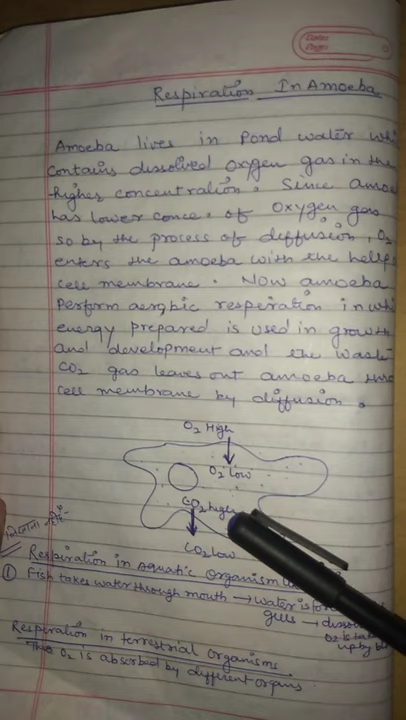 Date:
Page:
Respiration In Amoeba
Amoeba lives in Pond water
contains dissolved oxygen gas in the
higher concentration. Since
has lower conc. of oxygen gas
so by the process of diffusion, O2
enters the amoeba with the help
cell membrane. Now amoeba
Perform aerobic respiration in
energy prepared is used in growth
and development and the waste
CO2 gas leaves out amoeba
cell membrane by diffusion.
O2 High
O2 low
CO2 high
CO2 low
Respiration in Aquatic Organism
① Fish takes water through mouth → water is
gills →
up by
Respiration in terrestrial Organisms
The O2 is absorbed by different organs.